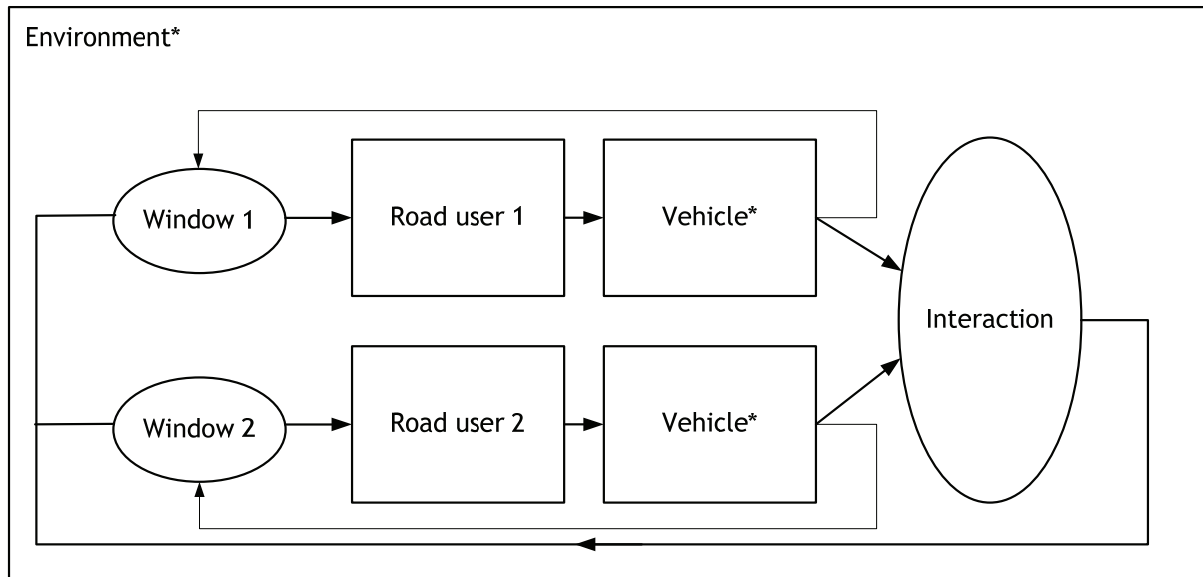 Environment*
Window 1
Road user 1
Vehicle*
Interaction
Window 2
Road user 2
Vehicle*